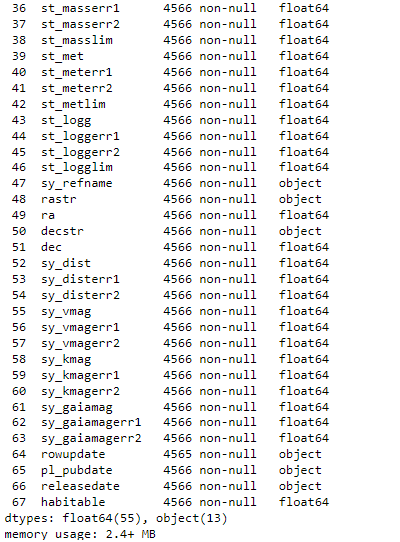 36 st_masserr1 4566 non-null float64
37 st_masserr2 4566 non-null float64
38 st_masslim 4566 non-null float64
39 st_met 4566 non-null float64
40 st_meterr1 4566 non-null float64
41 st_meterr2 4566 non-null float64
42 st_metlim 4566 non-null float64
43 st_logg 4566 non-null float64
44 st_loggerr1 4566 non-null float64
45 st_loggerr2 4566 non-null float64
46 st_logglim 4566 non-null float64
47 sy_refname 4566 non-null object
48 rastr 4566 non-null object
49 ra 4566 non-null float64
50 decstr 4566 non-null object
51 dec 4566 non-null float64
52 sy_dist 4566 non-null float64
53 sy_disterr1 4566 non-null float64
54 sy_disterr2 4566 non-null float64
55 sy_vmag 4566 non-null float64
56 sy_vmagerr1 4566 non-null float64
57 sy_vmagerr2 4566 non-null float64
58 sy_kmag 4566 non-null float64
59 sy_kmagerr1 4566 non-null float64
60 sy_kmagerr2 4566 non-null float64
61 sy_gaiamag 4566 non-null float64
62 sy_gaiamagerr1 4566 non-null float64
63 sy_gaiamagerr2 4566 non-null float64
64 rowupdate 4565 non-null object
65 pl_pubdate 4566 non-null object
66 releasedate 4566 non-null object
67 habitable 4566 non-null float64
dtypes: float64(55), object(13)
memory usage: 2.4+ MB